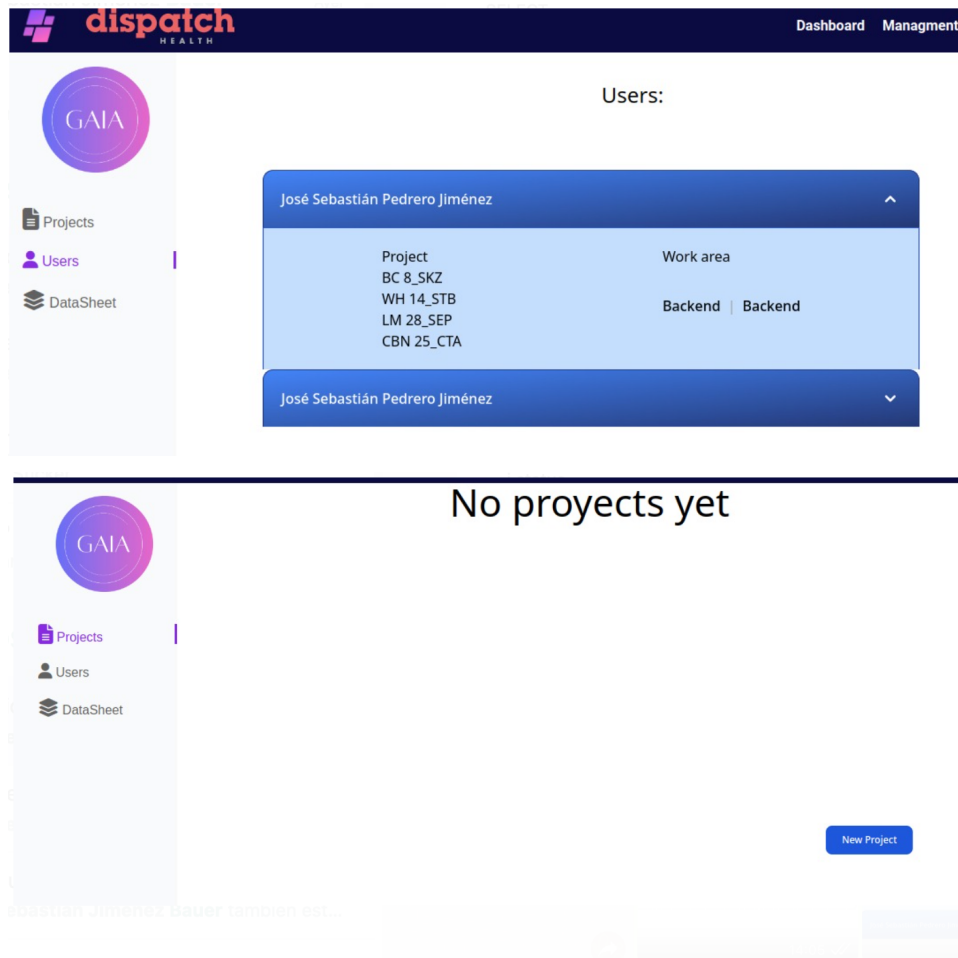 dispatch
HEALTH
Dashboard Managment
GAIA
Projects
Users
DataSheet
Users:
José Sebastián Pedrero Jiménez
Project
BC 8_SKZ
WH 14_STB
LM 28_SEP
CBN 25_CTA
Work area
Backend | Backend
José Sebastián Pedrero Jiménez
GAIA
Projects
Users
DataSheet
No proyects yet
New Project